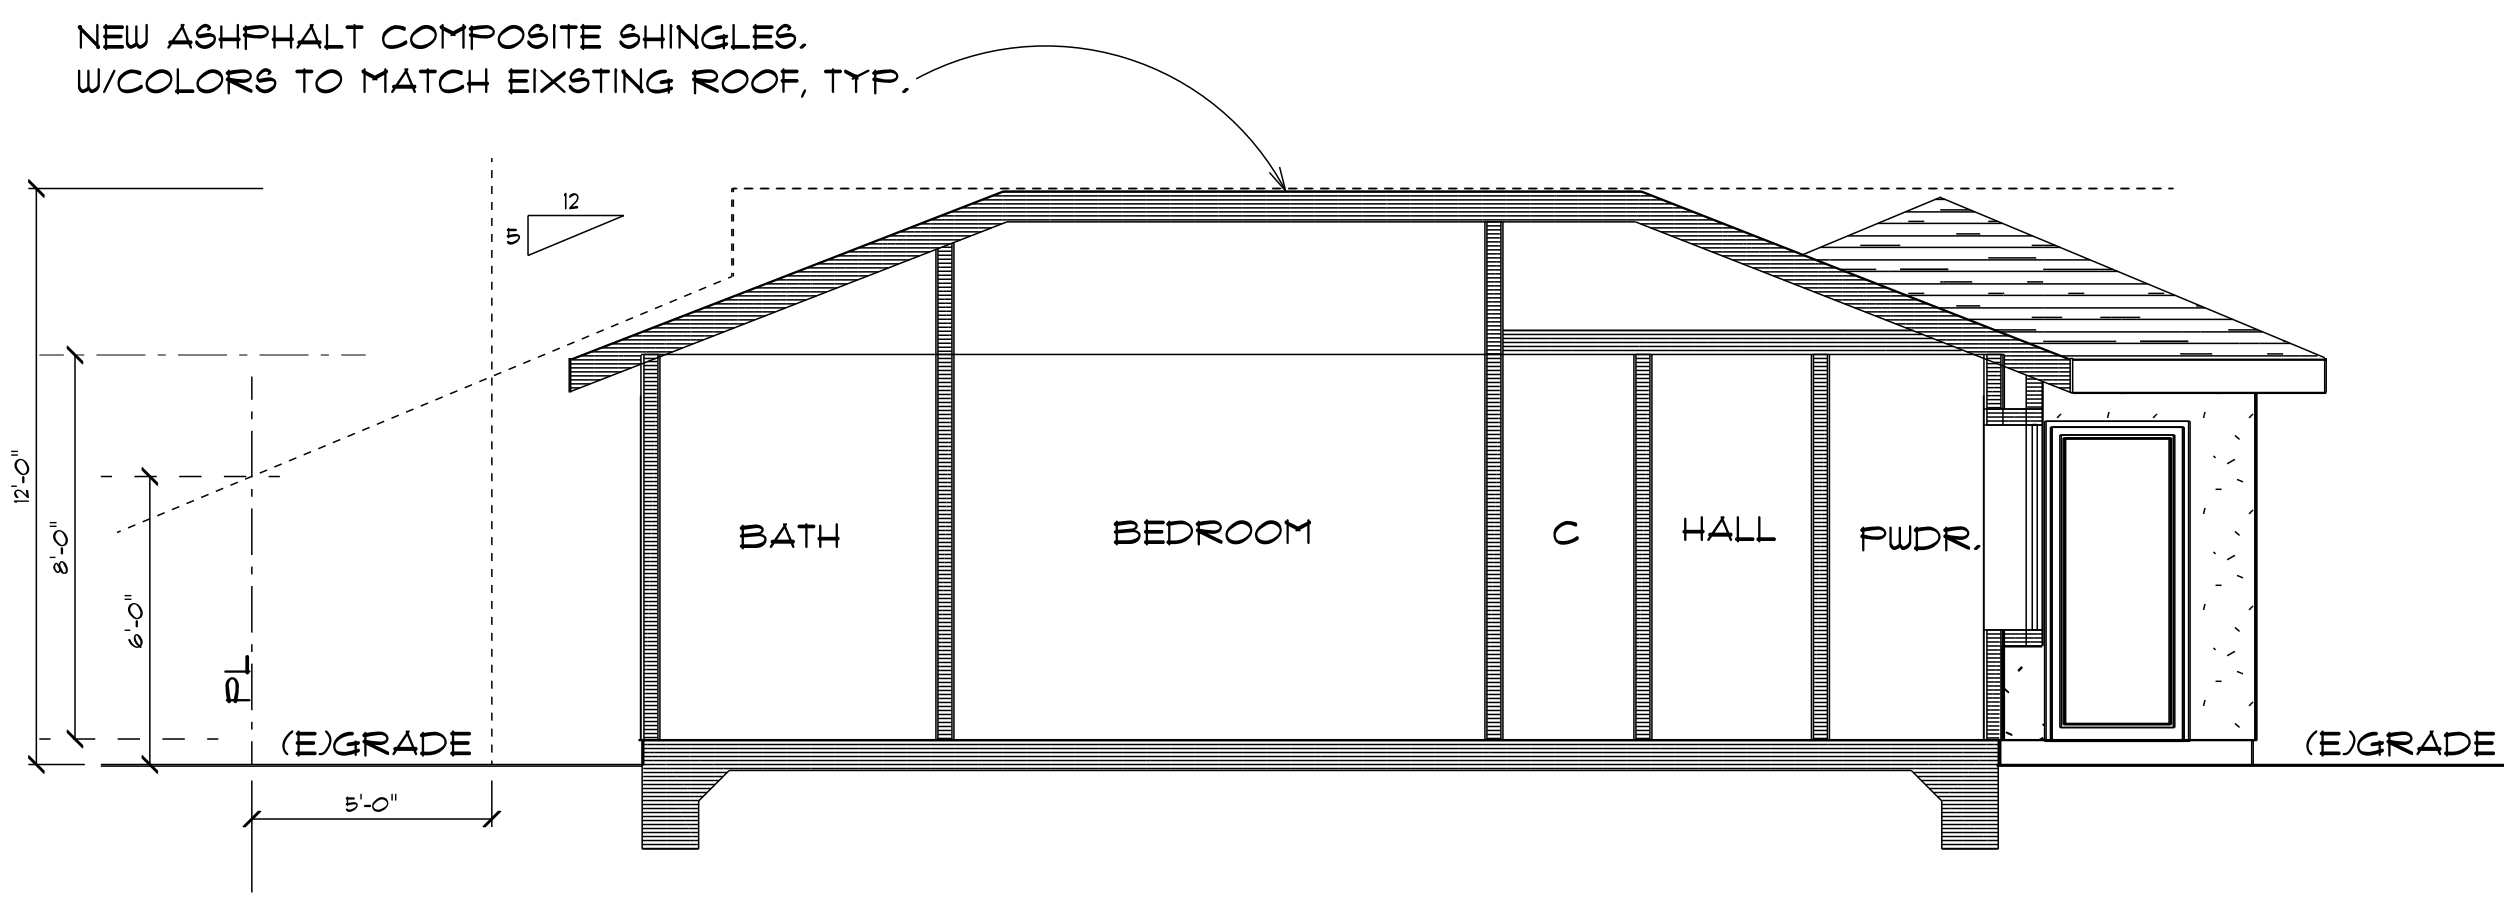 NEW ASHPHALT COMPOSITE SHINGLES.
W/COLORS TO MATCH EIXSTING ROOF, TYP.
12
5
12'-0"
8'-0"
6'-0"
BATH
BEDROOM
C
HALL
PWDR.
PL
(E)GRADE
(E)GRADE
5'-0"